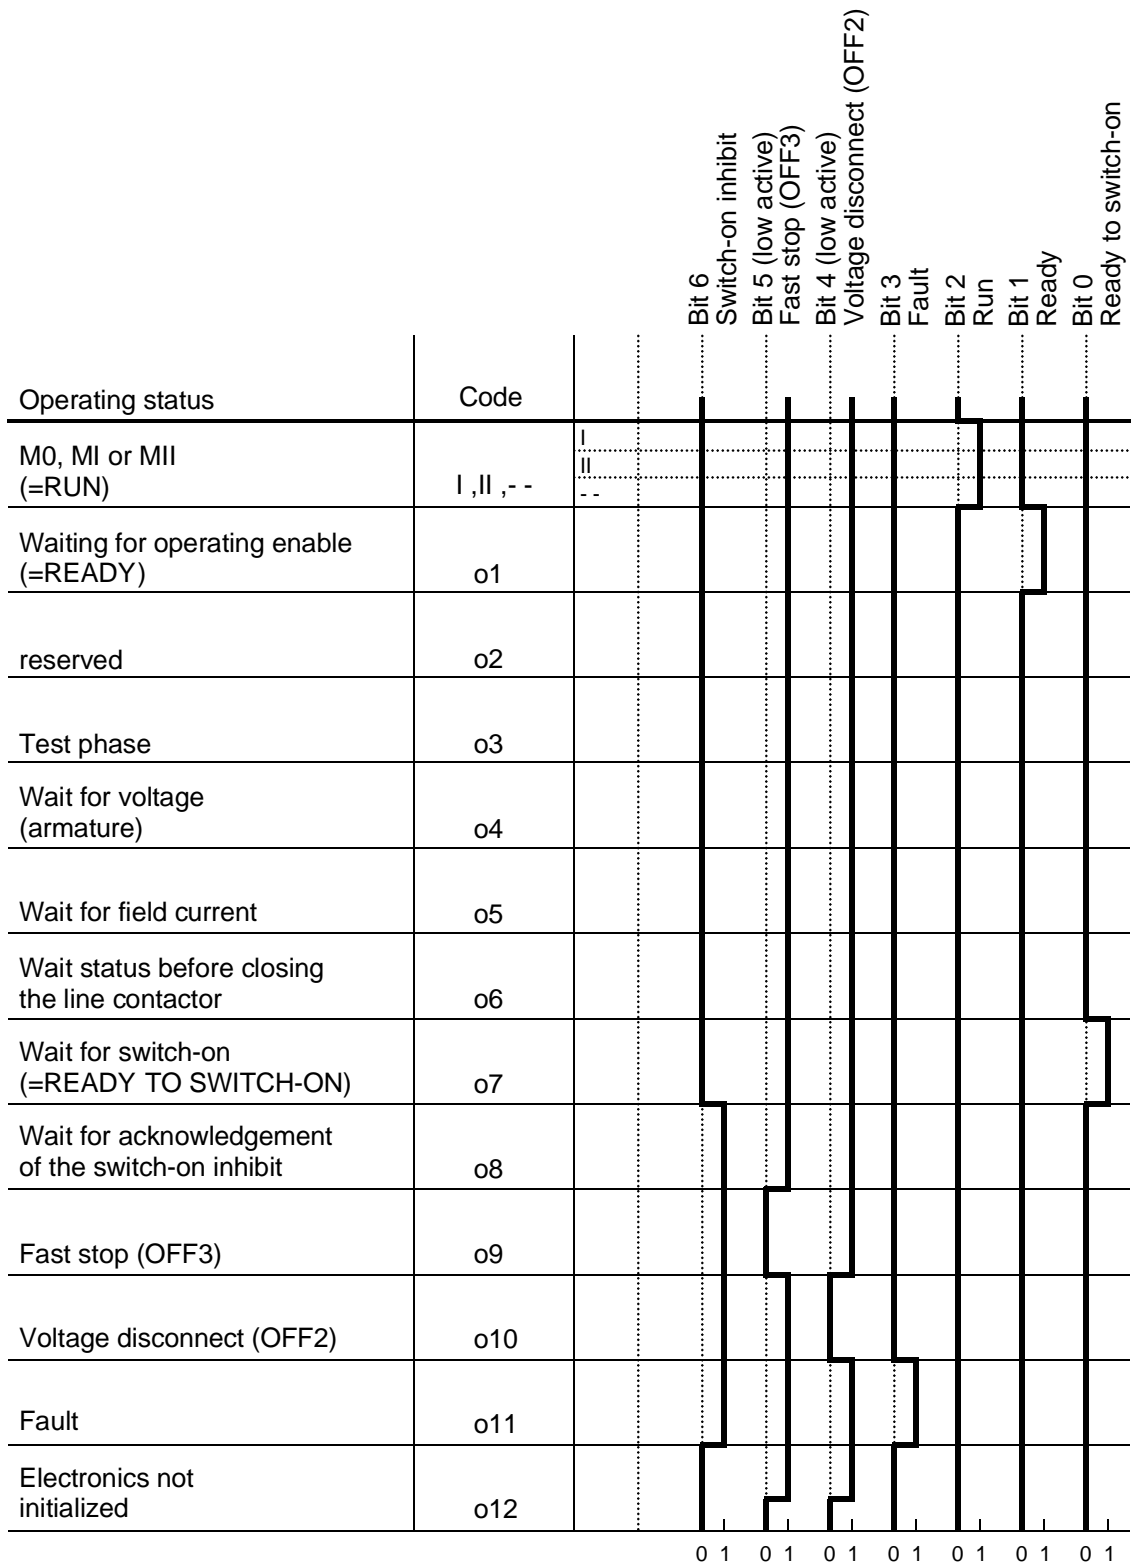 Bit 6
Switch-on inhibit
Bit 5 (low active)
Fast stop (OFF3)
Bit 4 (low active)
Voltage disconnect (OFF2)
Bit 3
Fault
Bit 2
Run
Bit 1
Ready
Bit 0
Ready to switch-on
Operating status Code
M0, MI or MII
(=RUN) I ,II ,- -
I
II
- -
Waiting for operating enable
(=READY) o1
reserved o2
Test phase o3
Wait for voltage
(armature) o4
Wait for field current o5
Wait status before closing
the line contactor o6
Wait for switch-on
(=READY TO SWITCH-ON) o7
Wait for acknowledgement
of the switch-on inhibit o8
Fast stop (OFF3) o9
Voltage disconnect (OFF2) o10
Fault o11
Electronics not
initialized o12
0 1 0 1 0 1 0 1 0 1 0 1 0 1